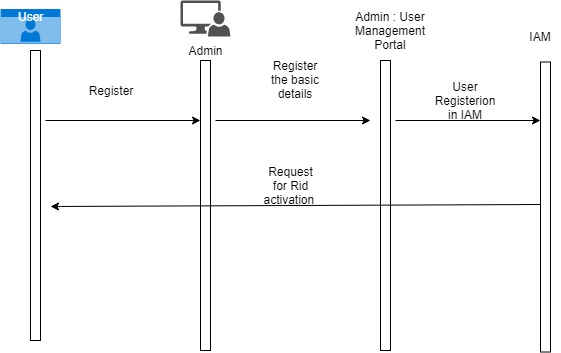 User
Admin
Admin : User
Management
Portal
IAM
Register
Register
the basic
details
User
Registerion
in IAM
Request
for Rid
activation